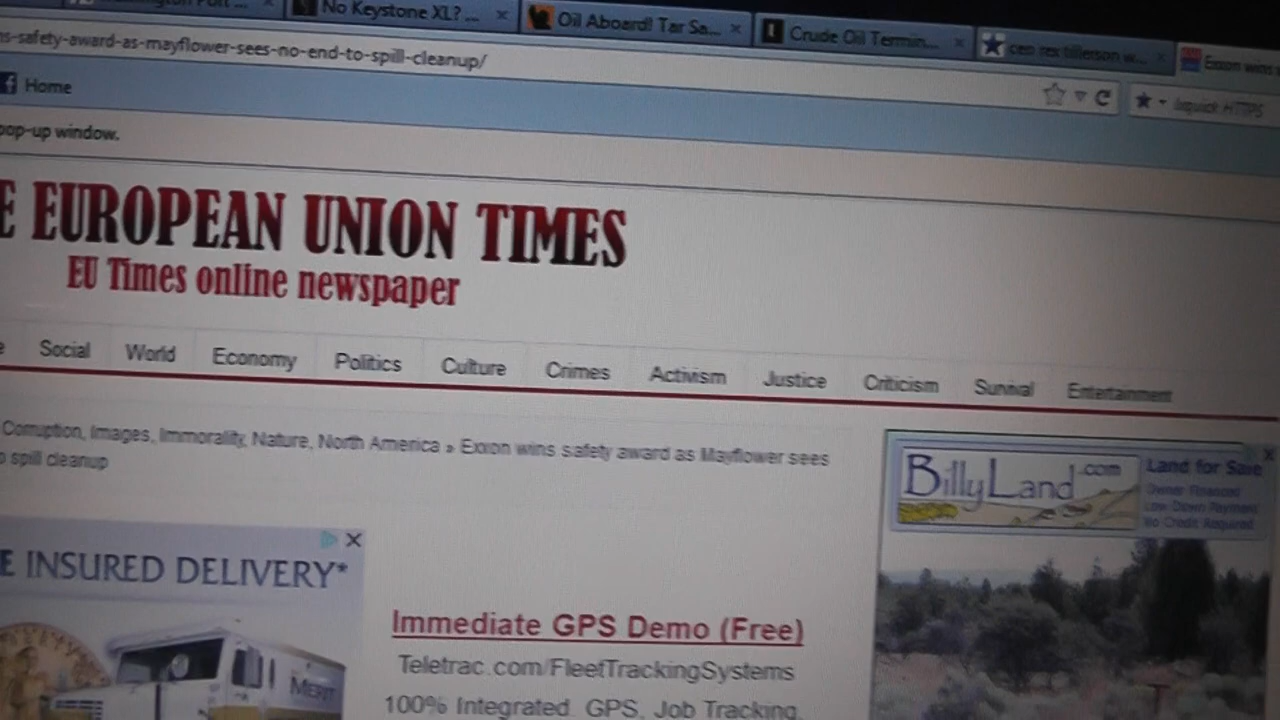 No Keystone XL? ...
Oil Aboard! Tar Sa...
Crude Oil Termin...
ceo rex tillerson w...
Exxon wins
ns-safety-award-as-mayflower-sees-no-end-to-spill-cleanup/
Home
HTTPS
pop-up window.
E EUROPEAN UNION TIMES
EU Times online newspaper
e Social World Economy Politics Culture Crimes Activism Justice Criticism Survival Entertainment
Corruption, Images, Immorality, Nature, North America » Exxon wins safety award as Mayflower sees
o spill cleanup
BillyLand.com
Land for Sale
Owner Financed
Low Down Payment
No Credit Required
E INSURED DELIVERY*
MERIT
Immediate GPS Demo (Free)
Teletrac.com/FleetTrackingSystems
100% Integrated. GPS, Job Tracking,